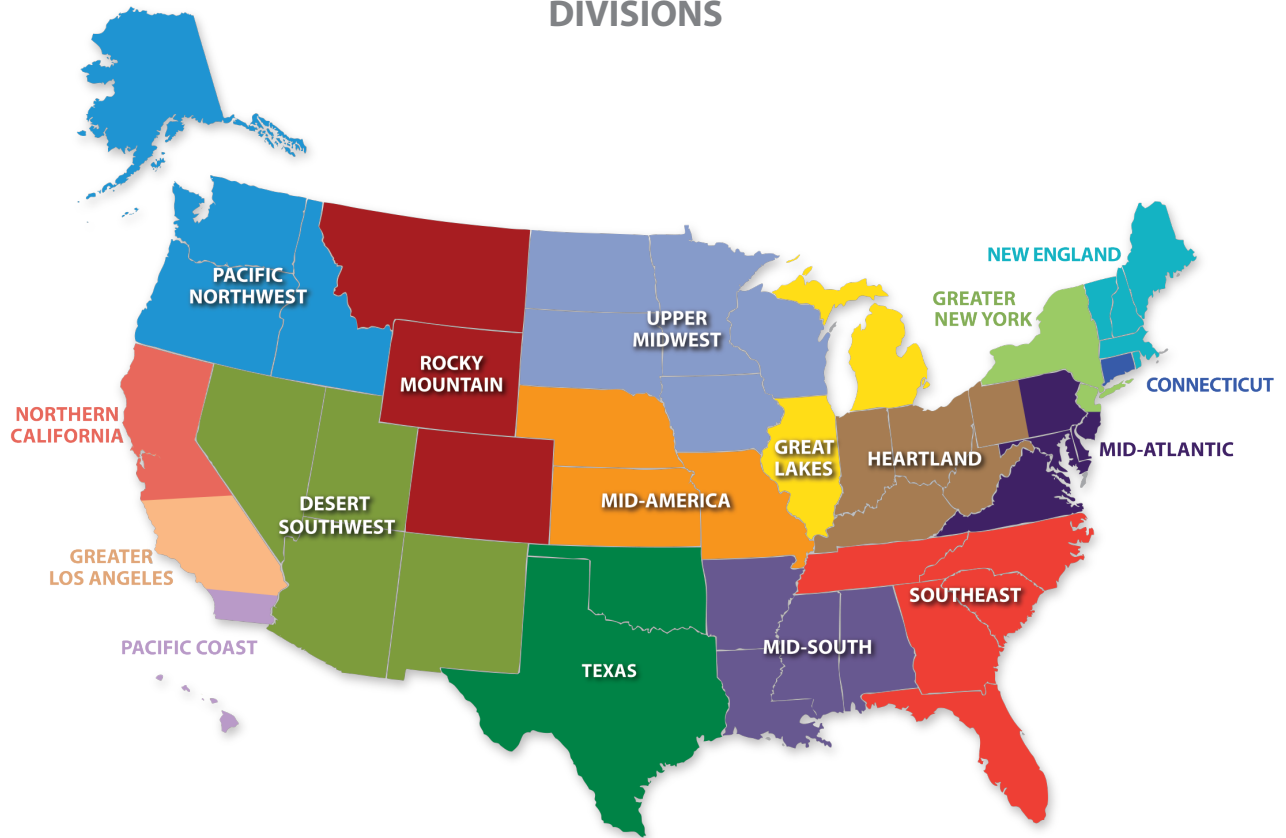 DIVISIONS
PACIFIC
NORTHWEST
ROCKY
MOUNTAIN
UPPER
MIDWEST
NEW ENGLAND
GREATER
NEW YORK
CONNECTICUT
NORTHERN
CALIFORNIA
DESERT
SOUTHWEST
MID-AMERICA
GREAT
LAKES
HEARTLAND
MID-ATLANTIC
GREATER
LOS ANGELES
PACIFIC COAST
TEXAS
MID-SOUTH
SOUTHEAST